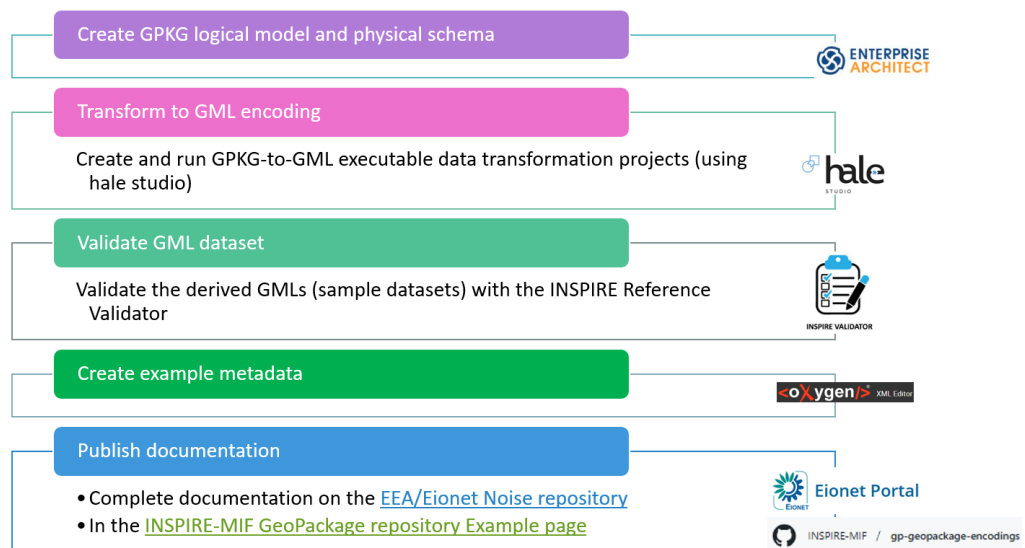 Create GPKG logical model and physical schema
ENTERPRISE
ARCHITECT
Transform to GML encoding
Create and run GPKG-to-GML executable data transformation projects (using
hale studio)
hale
STUDIO
Validate GML dataset
Validate the derived GMLs (sample datasets) with the INSPIRE Reference
Validator
INSPIRE VALIDATOR
Create example metadata
<oXygen/> XML Editor
Publish documentation
•Complete documentation on the EEA/Eionet Noise repository
•In the INSPIRE-MIF GeoPackage repository Example page
EIONET
Eionet Portal
INSPIRE-MIF / gp-geopackage-encodings